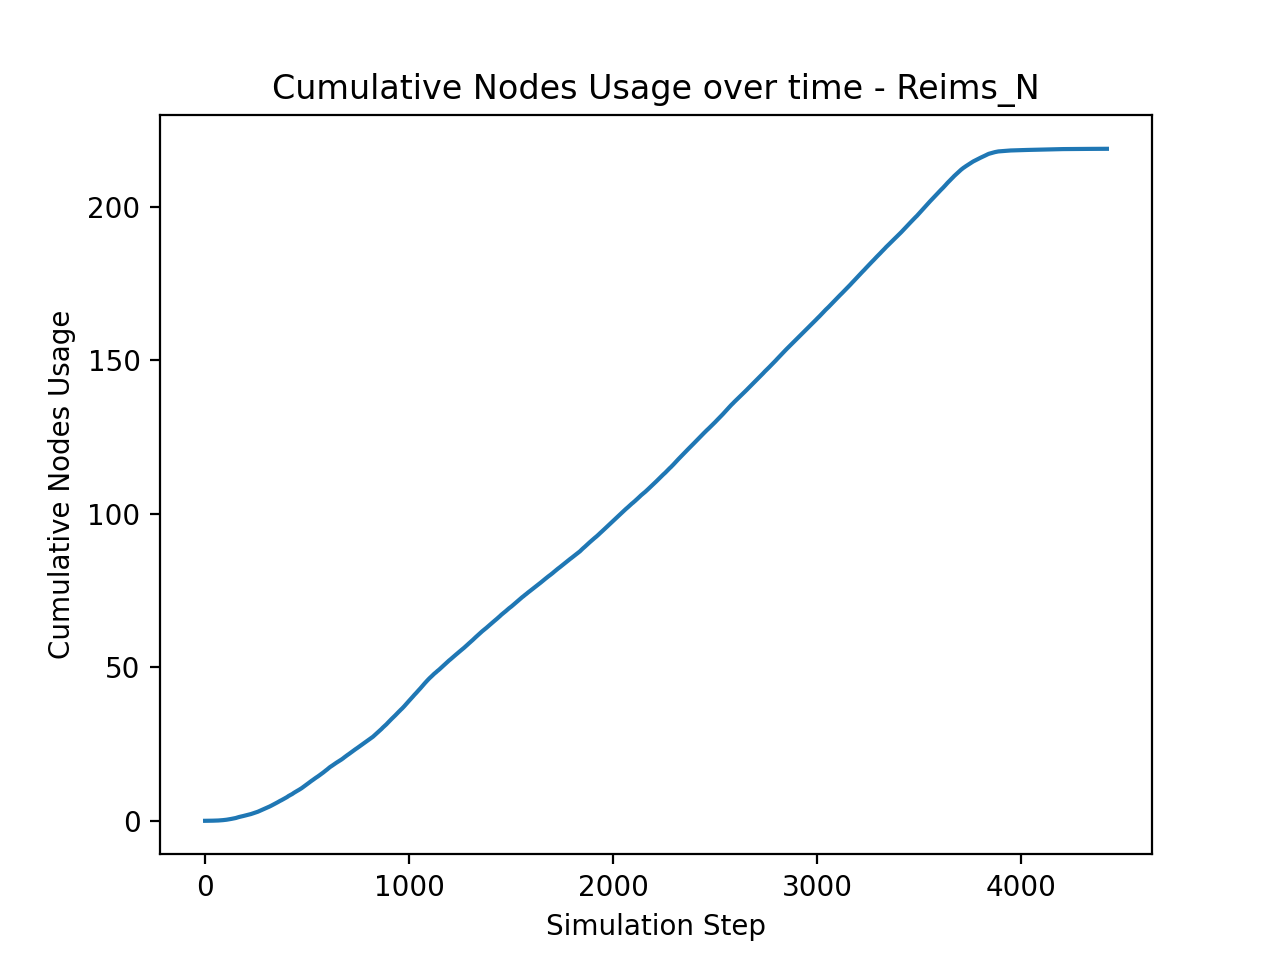 Cumulative Nodes Usage over time - Reims_N
Cumulative Nodes Usage
200
150
100
50
0
0 1000 2000 3000 4000
Simulation Step